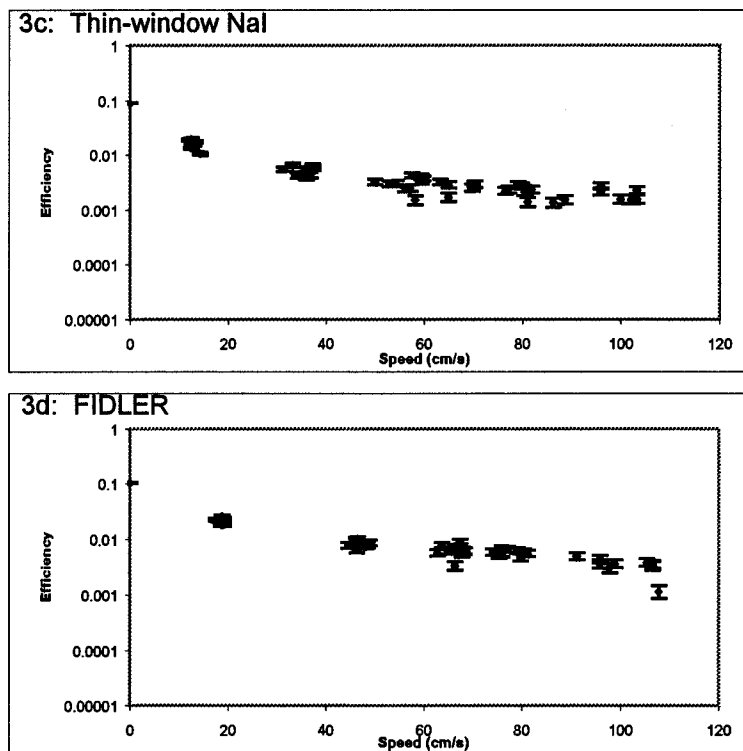 3c: Thin-window NaI
1
0.1
0.01
0.001
0.0001
0.00001
Efficiency
20 40 60 80 100 120
Speed (cm/s)
3d: FIDLER
1
0.1
0.01
0.001
0.0001
0.00001
Efficiency
0 20 40 60 80 100 120
Speed (cm/s)